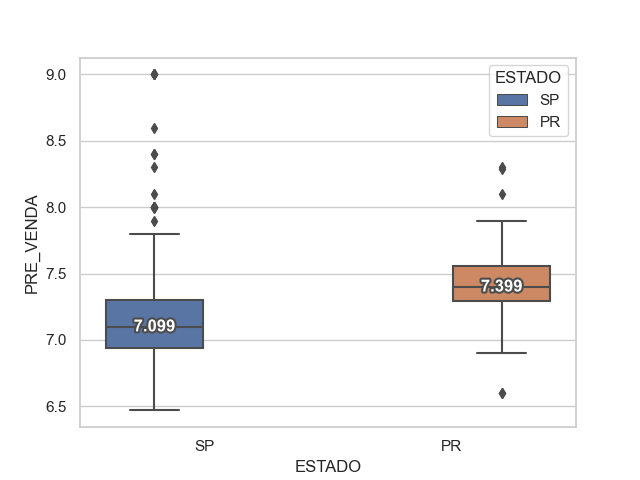 9.0
8.5
8.0
7.5
7.0
6.5
PRE_VENDA
ESTADO
SP
PR
7.099
7.399
SP
PR
ESTADO